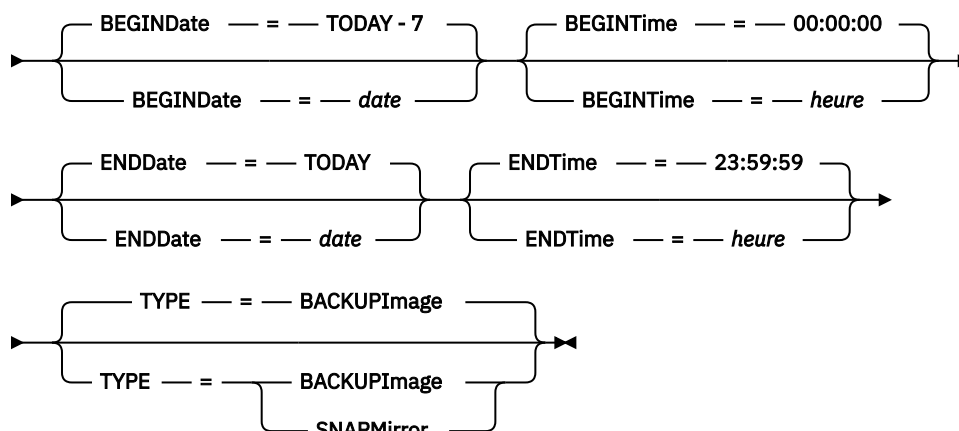 BEGINDate = TODAY - 7 BEGINTime = 00:00:00
BEGINDate = date BEGINTime = heure
ENDDate = TODAY ENDTime = 23:59:59
ENDDate = date ENDTime = heure
TYPE = BACKUPImage
TYPE = BACKUPImage
SNAPMirror